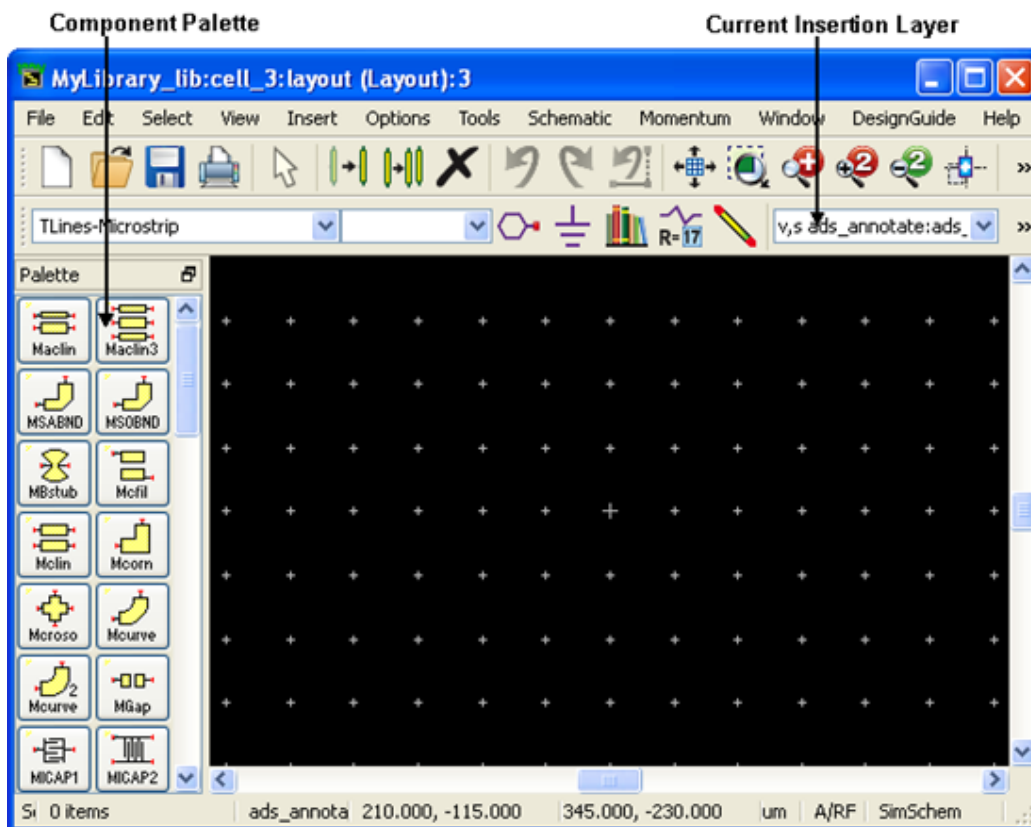 Component Palette
Current Insertion Layer
MyLibrary_lib:cell_3:layout (Layout):3
File Edit Select View Insert Options Tools Schematic Momentum Window DesignGuide Help
2 2 »
TLines-Microstrip R=17 v,s ads_annotate:ads_ »
Palette
Maclin Maclin3
MSABND MSOBND
MBstub Mcfil
Mclin Mcorn
Mcroso Mcurve
2
Mcurve MGap
MICAP1 MICAP2
0 items ads_annota 210.000, -115.000 345.000, -230.000 um A/RF SimSchem